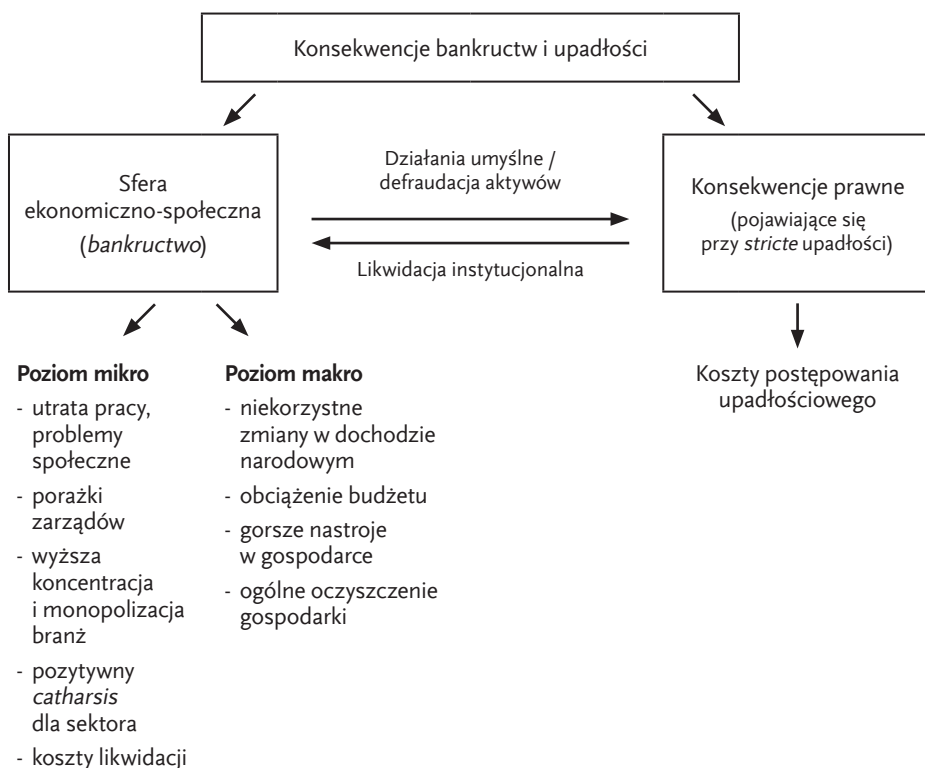 Konsekwencje bankructw i upadłości
Sfera
ekonomiczno-społeczna
(bankructwo)
Działania umyślne /
defraudacja aktywów
Likwidacja instytucjonalna
Konsekwencje prawne
(pojawiające się
przy stricte upadłości)
Poziom mikro
- utrata pracy,
problemy
społeczne
- porażki
zarządów
- wyższa
koncentracja
i monopolizacja
branż
- pozytywny
catharsis
dla sektora
- koszty likwidacji
Poziom makro
- niekorzystne
zmiany w dochodzie
narodowym
- obciążenie budżetu
- gorsze nastroje
w gospodarce
- ogólne oczyszczenie
gospodarki
Koszty postępowania
upadłościowego